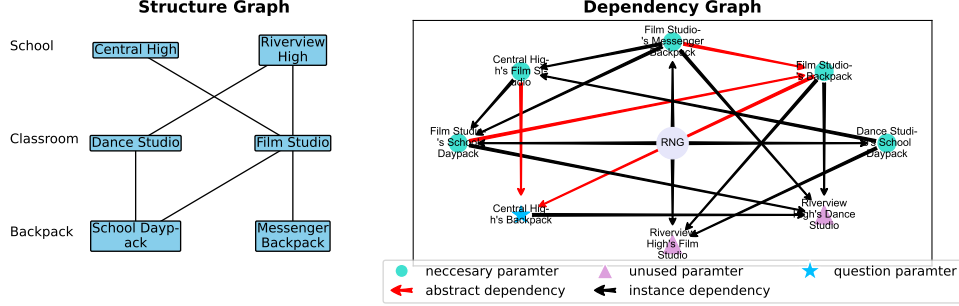 Structure Graph
School
Central High
Riverview
High
Classroom
Dance Studio
Film Studio
Backpack
School Dayp-
ack
Messenger
Backpack
Dependency Graph
Film Studio-
's Messenger
Backpack
Central Hig-
h's Film Stu-
udio
Film Studio-
's Backpack
Film Studio-
's School
Daypack
RNG
Dance Studi-
o's School
Daypack
Central Hig-
h's Backpack
Riverview
High's Dance
Studio
Riverview
High's Film
Studio
neccesary paramter
unused paramter
question paramter
abstract dependency
instance dependency